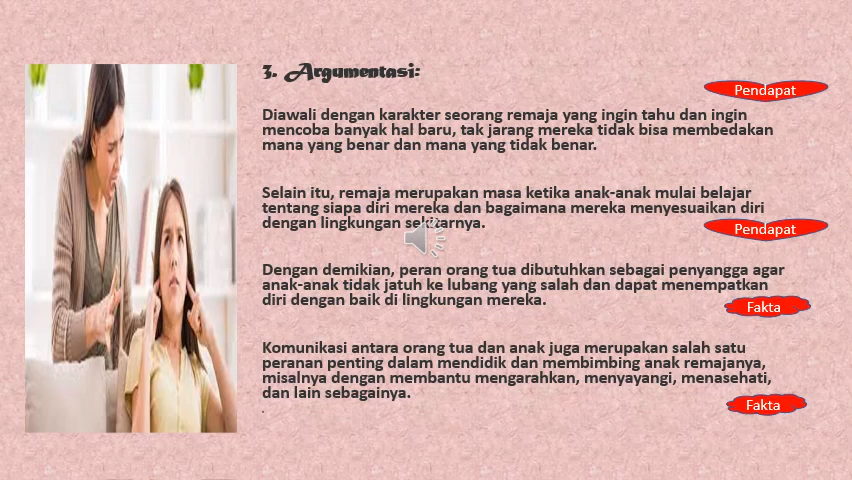 3. Argumentasi:
Pendapat
Diawali dengan karakter seorang remaja yang ingin tahu dan ingin
mencoba banyak hal baru, tak jarang mereka tidak bisa membedakan
mana yang benar dan mana yang tidak benar.
Selain itu, remaja merupakan masa ketika anak-anak mulai belajar
tentang siapa diri mereka dan bagaimana mereka menyesuaikan diri
dengan lingkungan sekitarnya.
Pendapat
Dengan demikian, peran orang tua dibutuhkan sebagai penyangga agar
anak-anak tidak jatuh ke lubang yang salah dan dapat menempatkan
diri dengan baik di lingkungan mereka.
Fakta
Komunikasi antara orang tua dan anak juga merupakan salah satu
peranan penting dalam mendidik dan membimbing anak remajanya,
misalnya dengan membantu mengarahkan, menyayangi, menasehati,
dan lain sebagainya.
Fakta
.